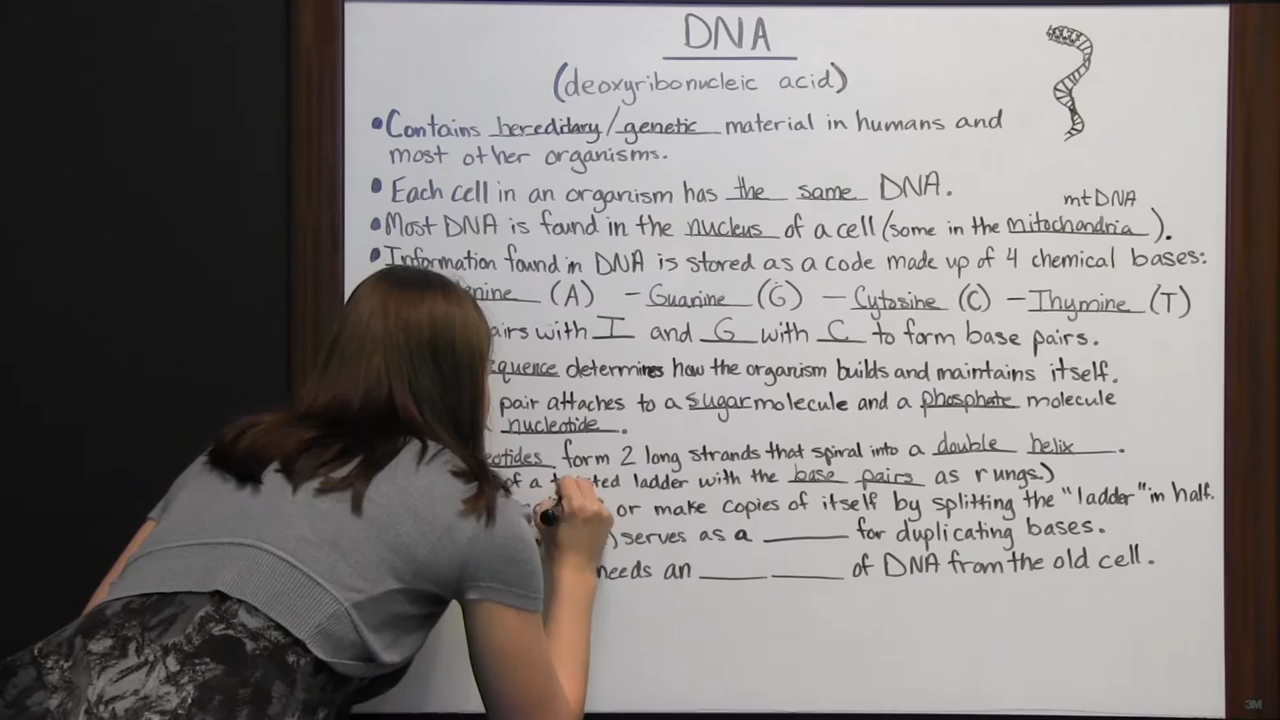 DNA
(deoxyribonucleic acid)
•Contains hereditary/genetic material in humans and
most other organisms.
• Each cell in an organism has the same DNA.
mtDNA
•Most DNA is found in the nucleus of a cell (some in the mitochondria).
•Information found in DNA is stored as a code made up of 4 chemical bases:
(A) -Guanine (G) -Cytosine (C) -Thymine (T)
with T and G with C to form base pairs.
determines how the organism builds and maintains itself.
pair attaches to a sugar molecule and a phosphate molecule
nucleotide.
form 2 long strands that spiral into a double helix.
of a ladder with the base pairs as rungs.)
or make copies of itself by splitting the "ladder" in half.
) serves as a ______ for duplicating bases.
needs an _____ _____ of DNA from the old cell.
3M